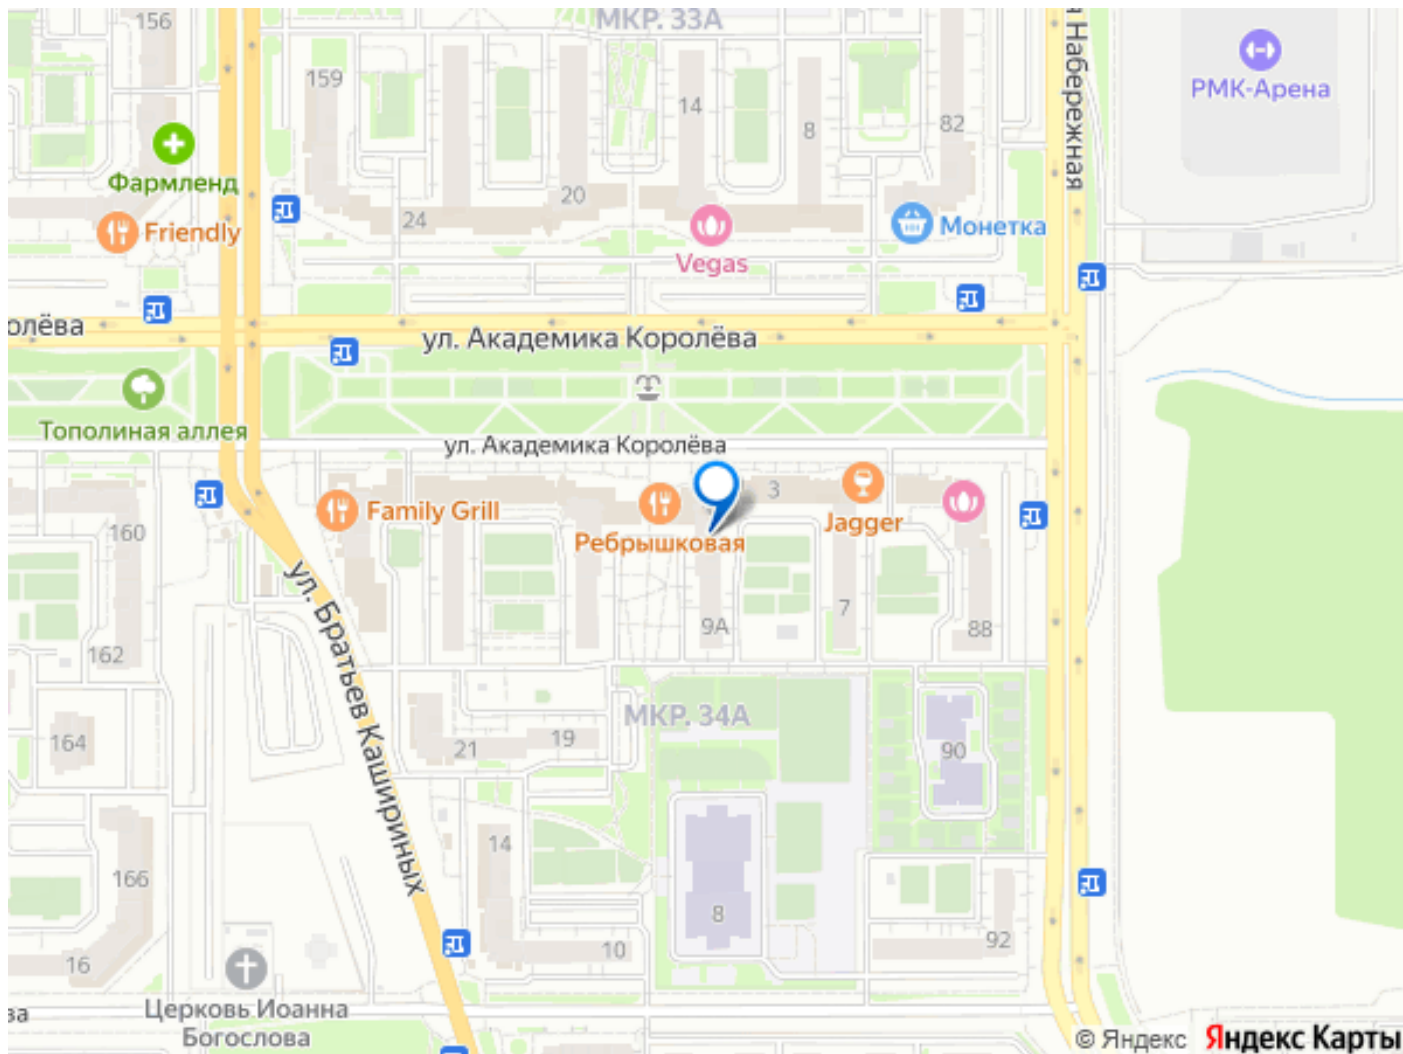 156
МКР. 33А
159
14
8
82
а Набережная
РМК-Арена
Фармленд
24
20
Friendly
Vegas
Монетка
олёва
ул. Академика Королёва
Тополиная аллея
ул. Академика Королёва
Family Grill
Ребрышковая
3
Jagger
160
162
ул. Братьев Кашириных
9А
7
88
164
21
19
МКР. 34А
90
14
166
8
10
92
16
Церковь Иоанна
Богослова
ва
© Яндекс Яндекс Карты